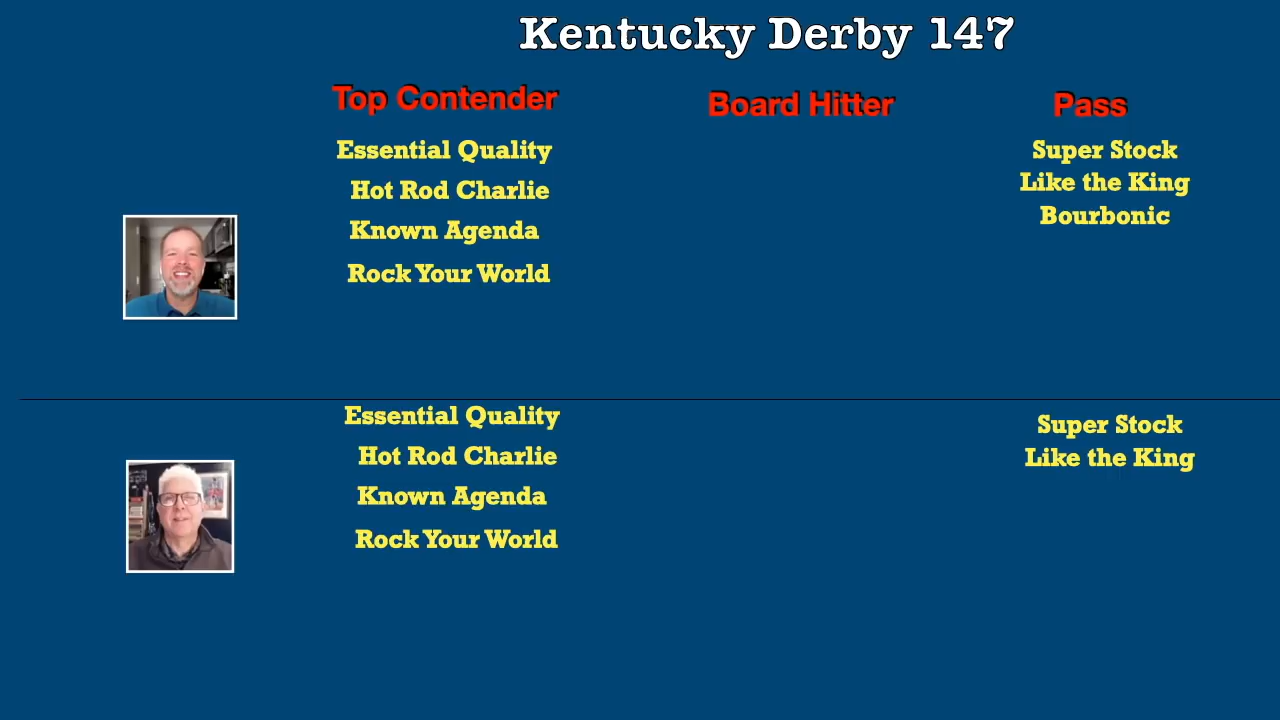 Kentucky Derby 147
Top Contender
Board Hitter
Pass
Essential Quality
Hot Rod Charlie
Known Agenda
Rock Your World
Super Stock
Like the King
Bourbonic
Essential Quality
Hot Rod Charlie
Known Agenda
Rock Your World
Super Stock
Like the King